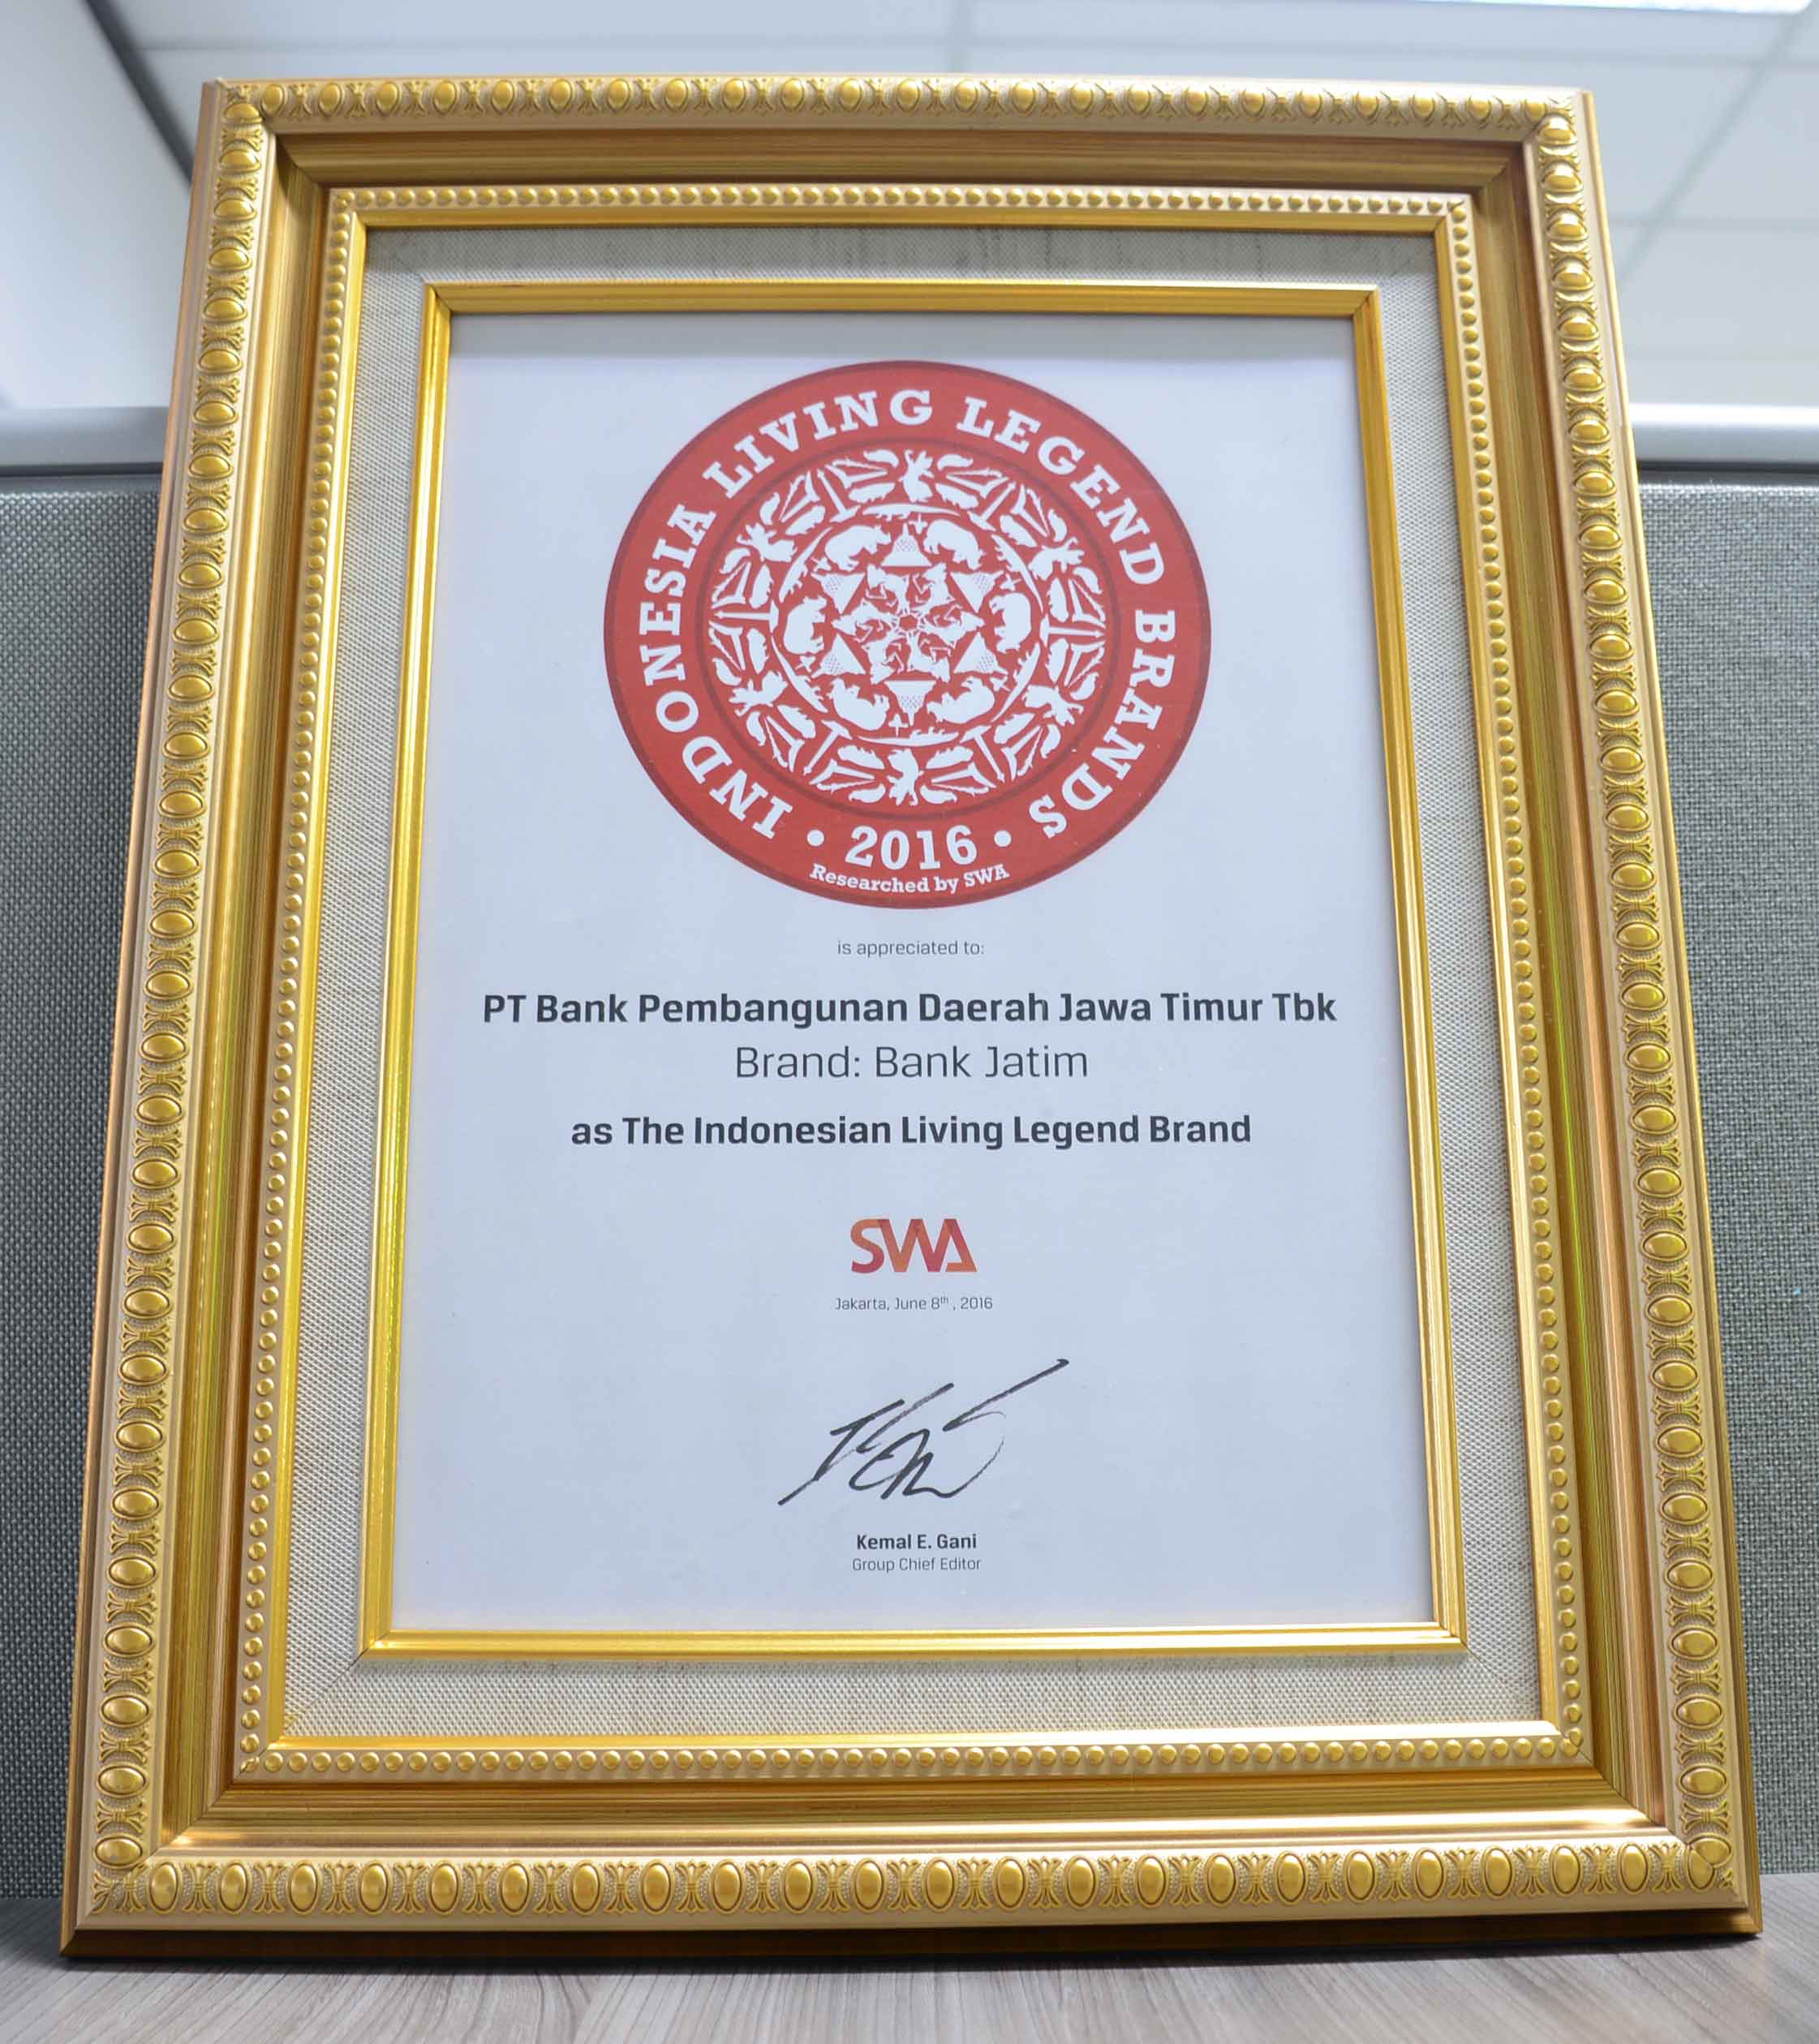 INDONESIA LIVING LEGEND BRANDS
• 2016 •
Researched by SWA
is appreciated to:
PT Bank Pembangunan Daerah Jawa Timur Tbk
Brand: Bank Jatim
as The Indonesian Living Legend Brand
SWA
Jakarta, June 8th, 2016
Kemal E. Gani
Group Chief Editor